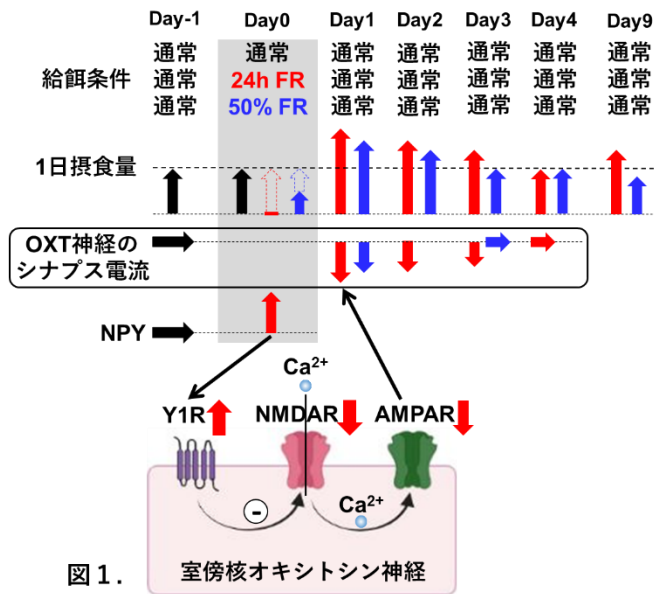 Day-1 Day0 Day1 Day2 Day3 Day4 Day9
通常 通常 通常 通常 通常 通常 通常
給餌条件 通常 24h FR 通常 通常 通常 通常 通常
通常 50% FR 通常 通常 通常 通常 通常
1日摂食量
OXT神経の
シナプス電流
NPY
Ca2+
Y1R NMDAR AMPAR
-
Ca2+
室傍核オキシトシン神経
図1.